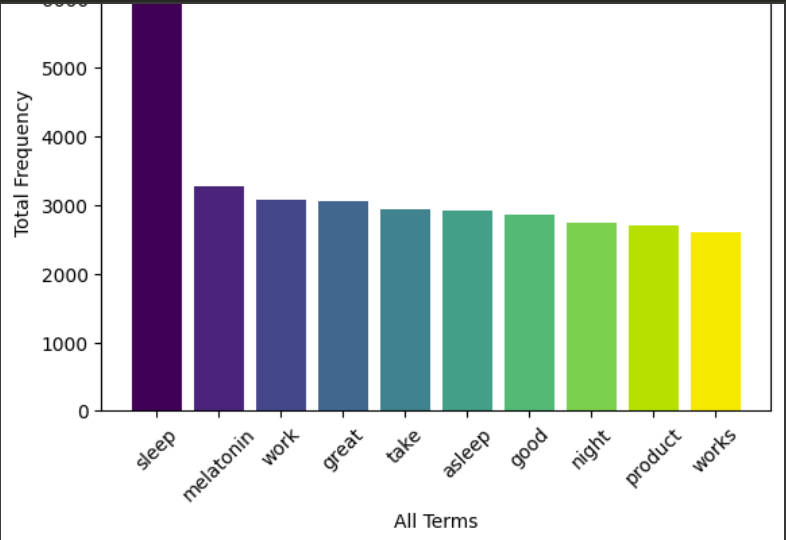 6000
5000
4000
3000
2000
1000
0
Total Frequency
sleep
melatonin
work
great
take
asleep
good
night
product
works
All Terms